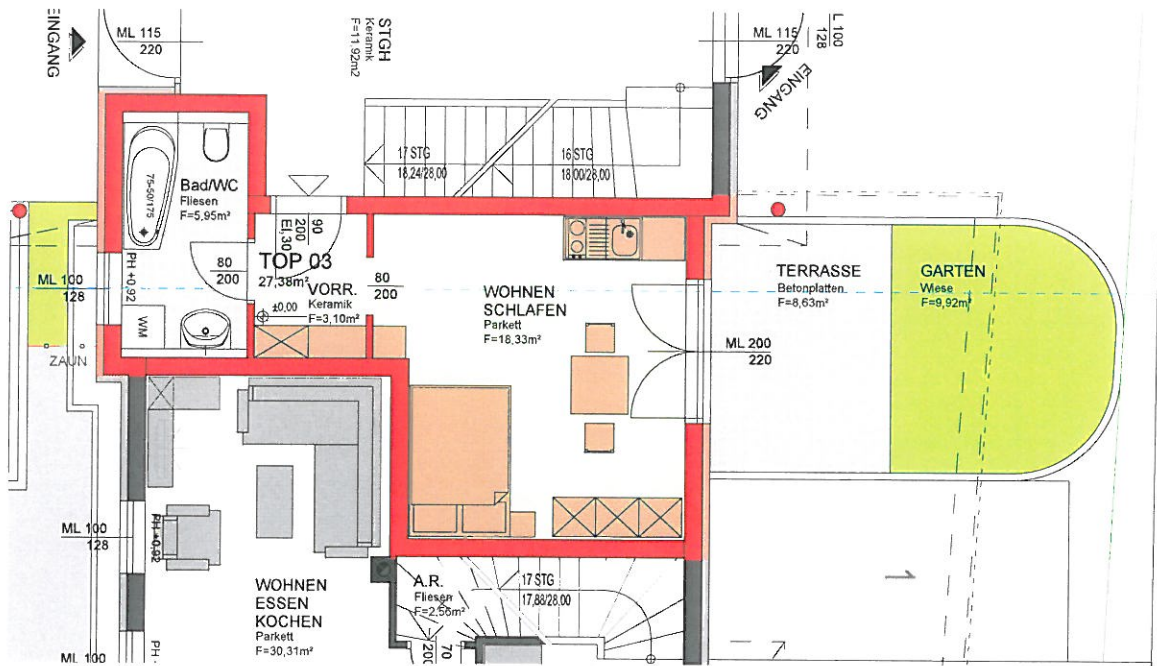 EINGANG
ML 115
220
STGH
Keramik
F=11.92m2
ML 115
220
L 100
128
EINGANG
17 STG
18,24/28,00
16 STG
18 00/28,00
75-50/175
Bad/WC
Fliesen
F=5,95m²
90
200
EI 30
80
200
TOP 03
27,38m²
VORR.
Keramik
F=3,10m²
±0,00
80
200
WOHNEN
SCHLAFEN
Parkett
F=18,33m²
TERRASSE
Betonplatten
F=8,63m²
GARTEN
Wiese
F=9,92m²
ML 100
128
PH +0,92
WM
ZAUN
ML 200
220
ML 100
128
PH +0,92
WOHNEN
ESSEN
KOCHEN
Parkett
F=30,31m²
A.R.
Fliesen
F=2,56m²
17 STG
17,88/28,00
70
200
1
ML 100
PH